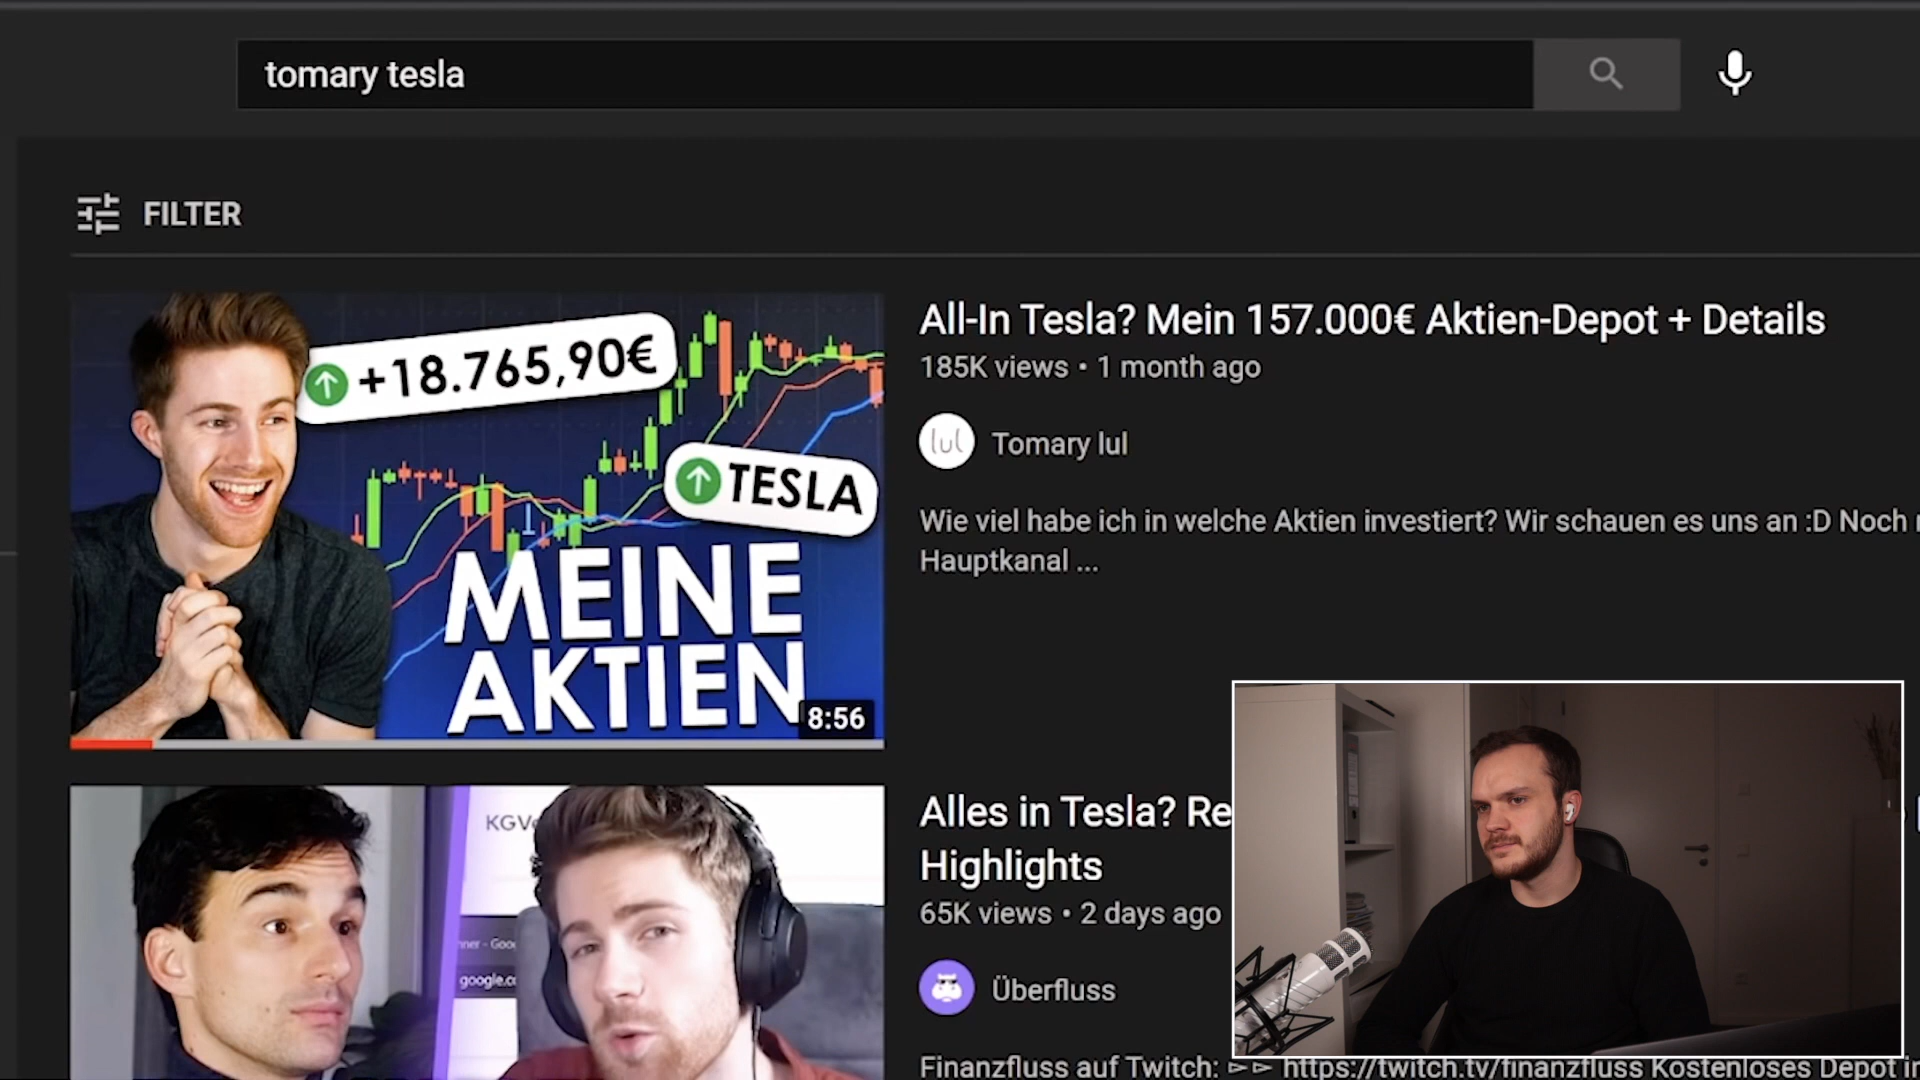 tomary tesla
FILTER
+18.765,90€
TESLA
MEINE
AKTIEN
8:56
All-In Tesla? Mein 157.000€ Aktien-Depot + Details
185K views • 1 month ago
lul
Tomary lul
Wie viel habe ich in welche Aktien investiert? Wir schauen es uns an :D Noch
Hauptkanal ...
KGV
google.co
Alles in Tesla? Re
Highlights
65K views • 2 days ago
Überfluss
Finanzfluss auf Twitch: ▻▻ https://twitch.tv/finanzfluss Kostenloses Depot